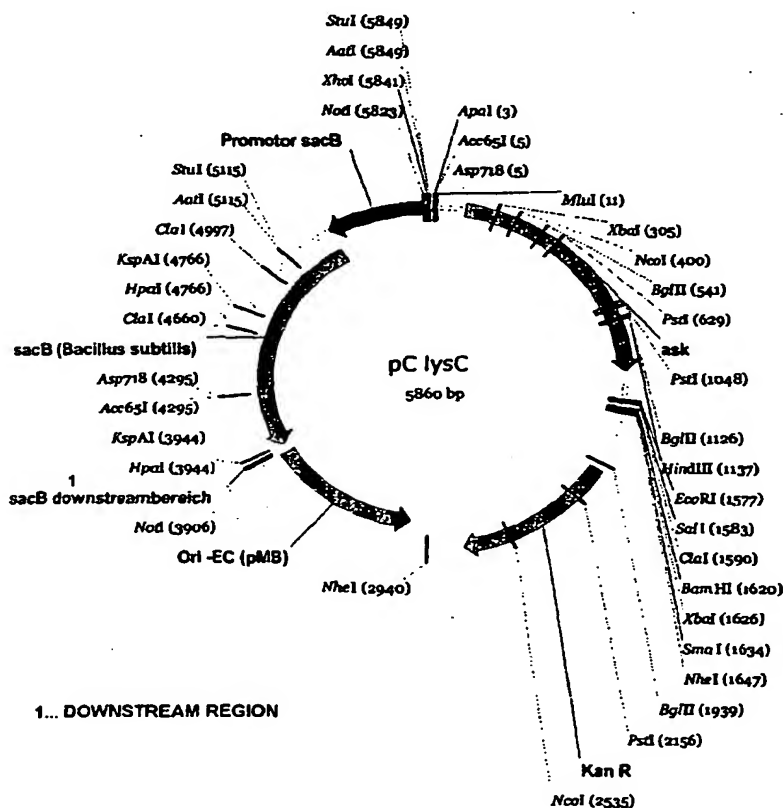 StuI (5849)
AatI (5849)
XhoI (5841)
NotI (5823)
ApaI (3)
Acc65I (5)
Asp718 (5)
Promotor sacB
MluI (11)
StuI (5115)
AatI (5115)
ClaI (4997)
KspAI (4766)
HpaI (4766)
ClaI (4660)
sacB (Bacillus subtilis)
Asp718 (4295)
Acc65I (4295)
KspAI (3944)
HpaI (3944)
1
sacB downstreambereich
NotI (3906)
Ori -EC (pMB)
NheI (2940)
XbaI (305)
NcoI (400)
BglII (541)
PstI (629)
ask
PstI (1048)
pC lysC
5860 bp
BglII (1126)
HindIII (1137)
EcoRI (1577)
SalI (1583)
ClaI (1590)
BamHI (1620)
XbaI (1626)
SmaI (1634)
NheI (1647)
BglII (1939)
PstI (2156)
Kan R
NcoI (2535)
1... DOWNSTREAM REGION